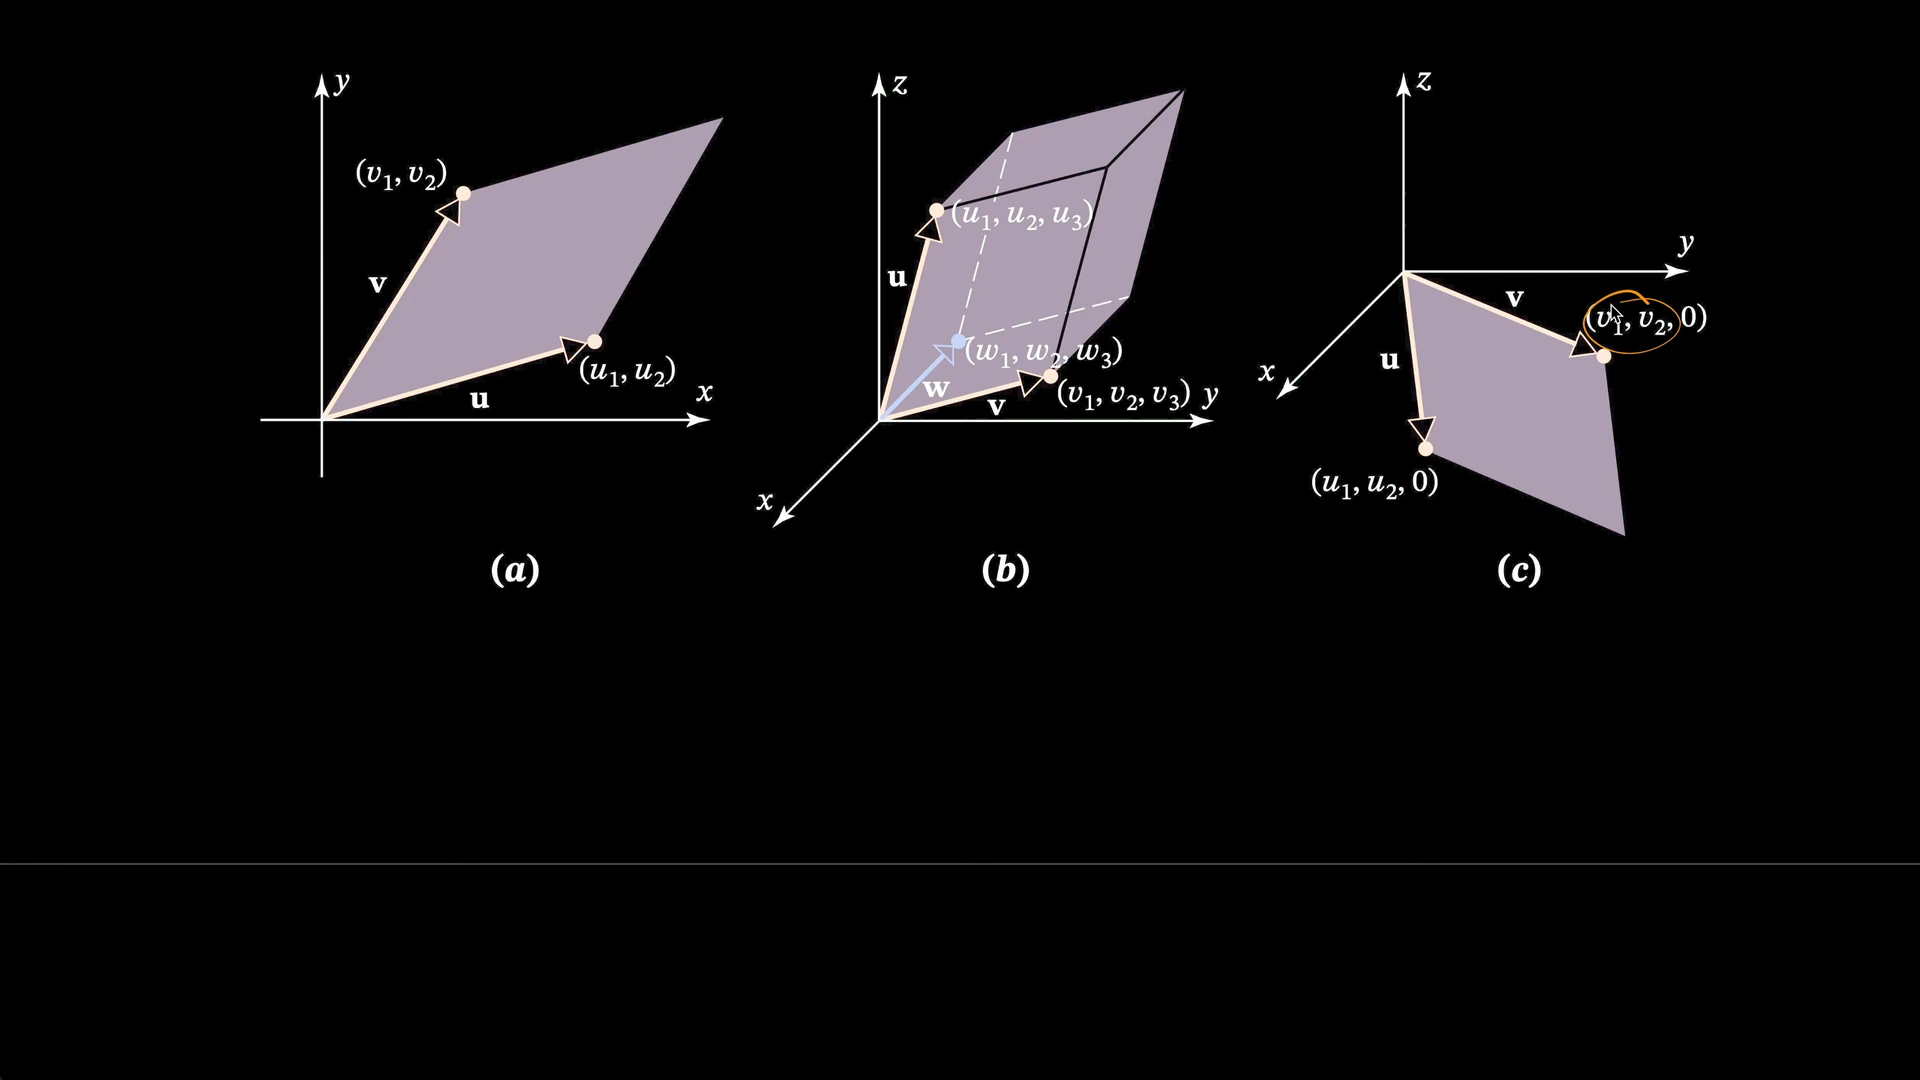 y
(v₁, v₂)
v
(u₁, u₂)
u
x
(a)
z
(u₁, u₂, u₃)
u
(w₁, w₂, w₃)
w
v
(v₁, v₂, v₃)
y
x
(b)
z
y
v
(v₁, v₂, 0)
u
x
(u₁, u₂, 0)
(c)